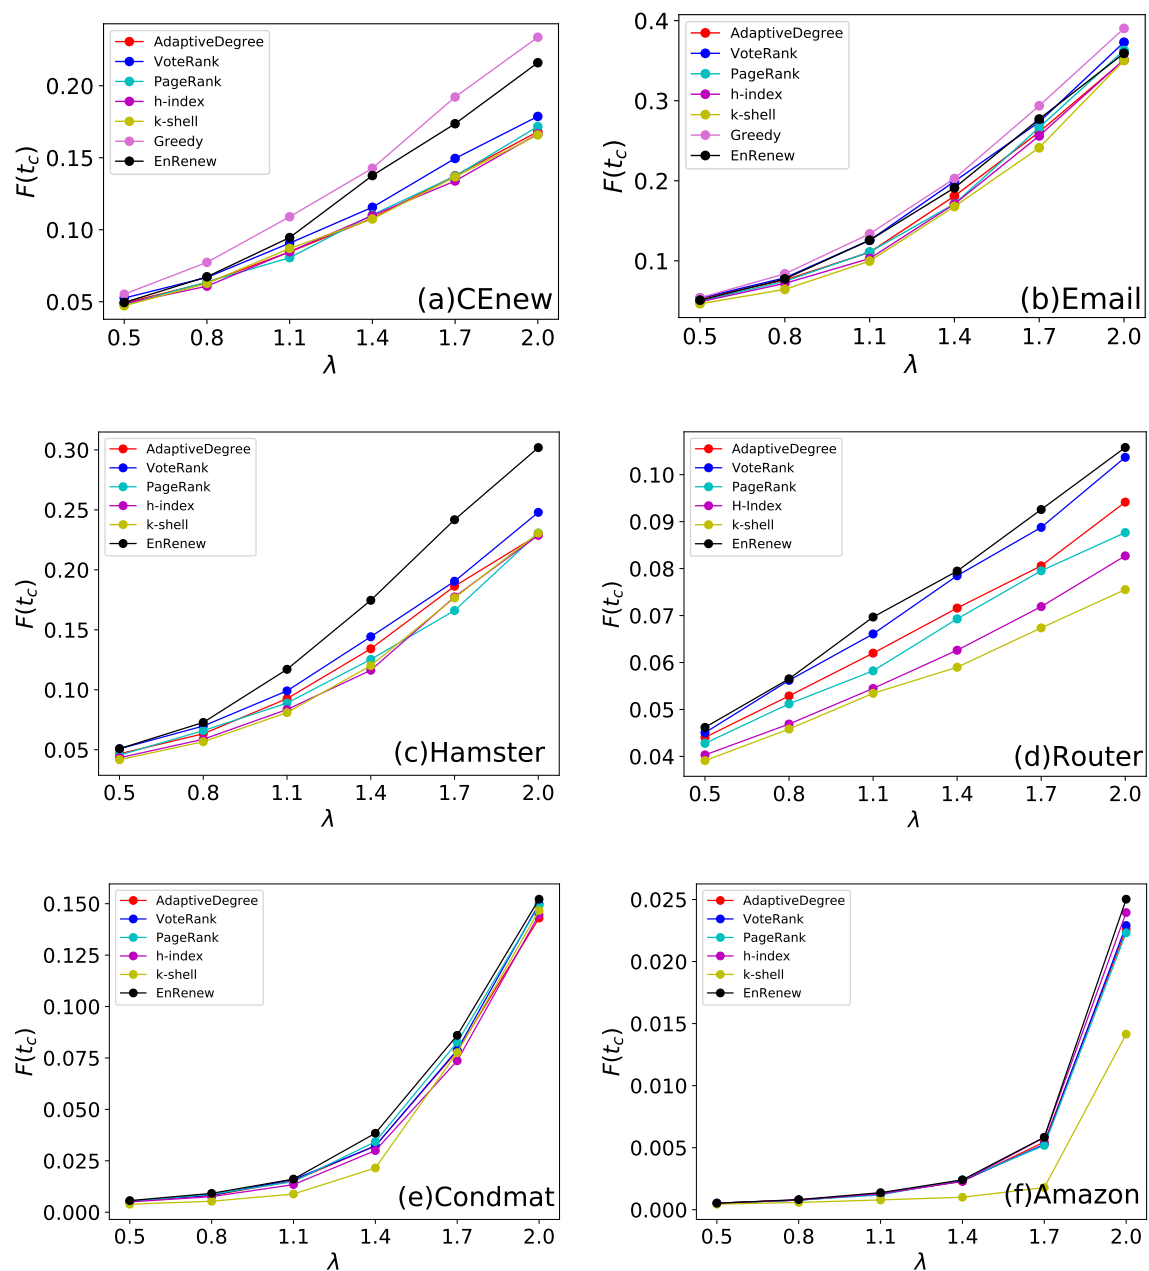 AdaptiveDegree
VoteRank
PageRank
h-index
k-shell
Greedy
EnRenew
0.20
0.15
0.10
0.05
F(t_c)
0.5 0.8 1.1 1.4 1.7 2.0
λ
(a)CEnew
AdaptiveDegree
VoteRank
PageRank
h-index
k-shell
Greedy
EnRenew
0.4
0.3
0.2
0.1
F(t_c)
0.5 0.8 1.1 1.4 1.7 2.0
λ
(b)Email
AdaptiveDegree
VoteRank
PageRank
h-index
k-shell
EnRenew
0.30
0.25
0.20
0.15
0.10
0.05
F(t_c)
0.5 0.8 1.1 1.4 1.7 2.0
λ
(c)Hamster
AdaptiveDegree
VoteRank
PageRank
H-Index
k-shell
EnRenew
0.10
0.09
0.08
0.07
0.06
0.05
0.04
F(t_c)
0.5 0.8 1.1 1.4 1.7 2.0
λ
(d)Router
AdaptiveDegree
VoteRank
PageRank
h-index
k-shell
EnRenew
0.150
0.125
0.100
0.075
0.050
0.025
0.000
F(t_c)
0.5 0.8 1.1 1.4 1.7 2.0
λ
(e)Condmat
AdaptiveDegree
VoteRank
PageRank
h-index
k-shell
EnRenew
0.025
0.020
0.015
0.010
0.005
0.000
F(t_c)
0.5 0.8 1.1 1.4 1.7 2.0
λ
(f)Amazon